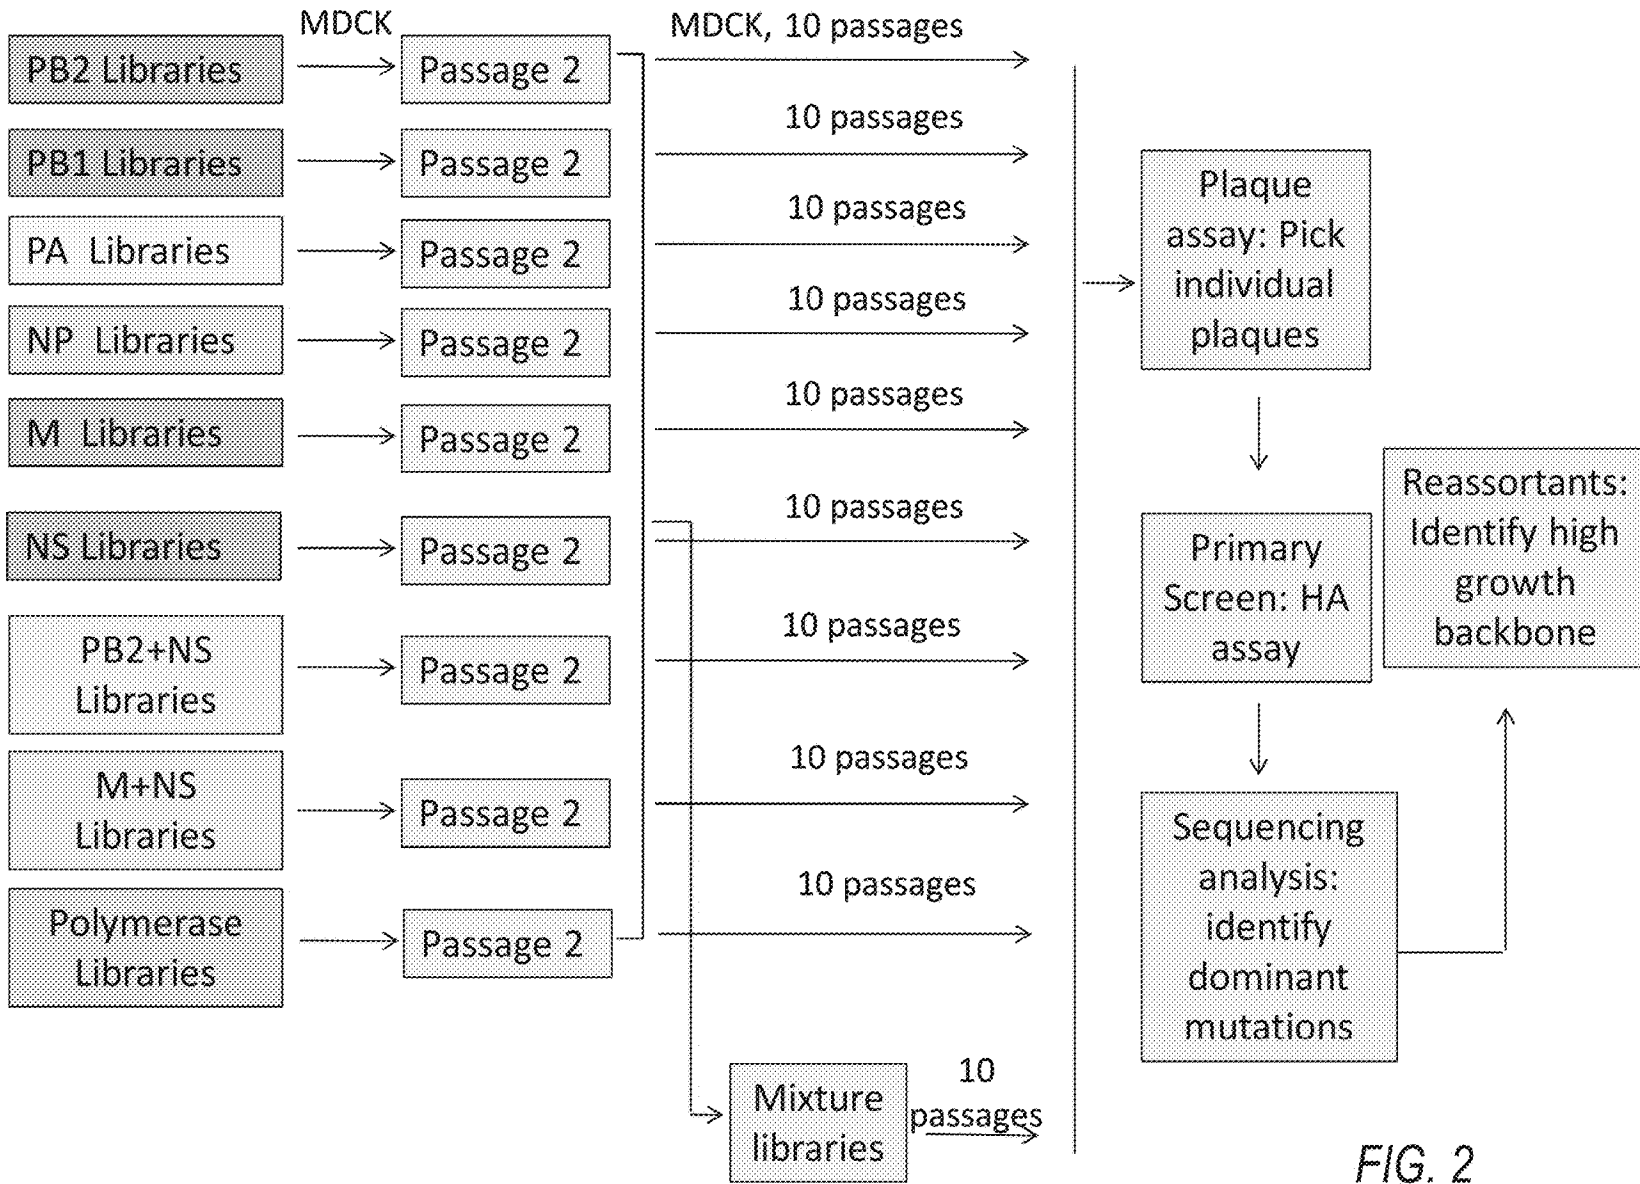 MDCK
MDCK, 10 passages
PB2 Libraries
Passage 2
10 passages
PB1 Libraries
Passage 2
10 passages
PA Libraries
Passage 2
10 passages
NP Libraries
Passage 2
10 passages
M Libraries
Passage 2
10 passages
NS Libraries
Passage 2
10 passages
PB2+NS
Libraries
Passage 2
10 passages
M+NS
Libraries
Passage 2
10 passages
Polymerase
Libraries
Passage 2
Mixture
libraries
10
passages
Plaque
assay: Pick
individual
plaques
Primary
Screen: HA
assay
Sequencing
analysis:
identify
dominant
mutations
Reassortants:
Identify high
growth
backbone
FIG. 2